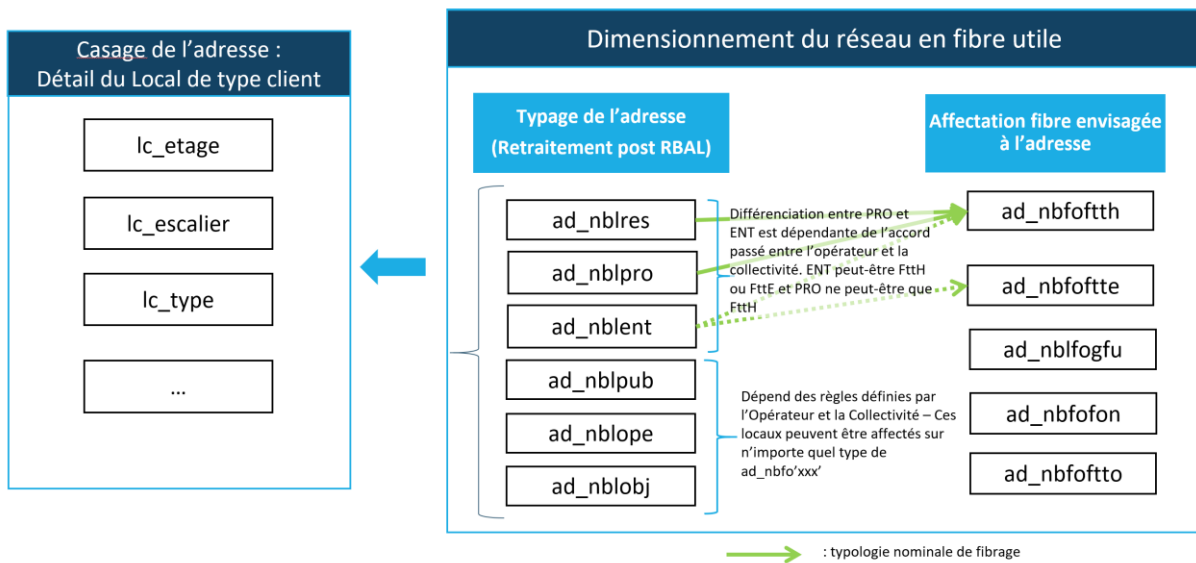 Casage de l'adresse :
Détail du Local de type client
lc_etage
lc_escalier
lc_type
...
Dimensionnement du réseau en fibre utile
Typage de l'adresse
(Retraitement post RBAL)
ad_nblres
ad_nblpro
ad_nblent
ad_nblpub
ad_nblope
ad_nblobj
Différenciation entre PRO et
ENT est dépendante de l'accord
passé entre l'opérateur et la
collectivité. ENT peut-être FttH
ou FttE et PRO ne peut-être que
FttH
Dépend des règles définies par
l'Opérateur et la Collectivité – Ces
locaux peuvent être affectés sur
n'importe quel type de
ad_nbfo'xxx'
Affectation fibre envisagée
à l'adresse
ad_nbfoftth
ad_nbfoftte
ad_nblfogfu
ad_nbfofon
ad_nbfoftto
: typologie nominale de fibrage